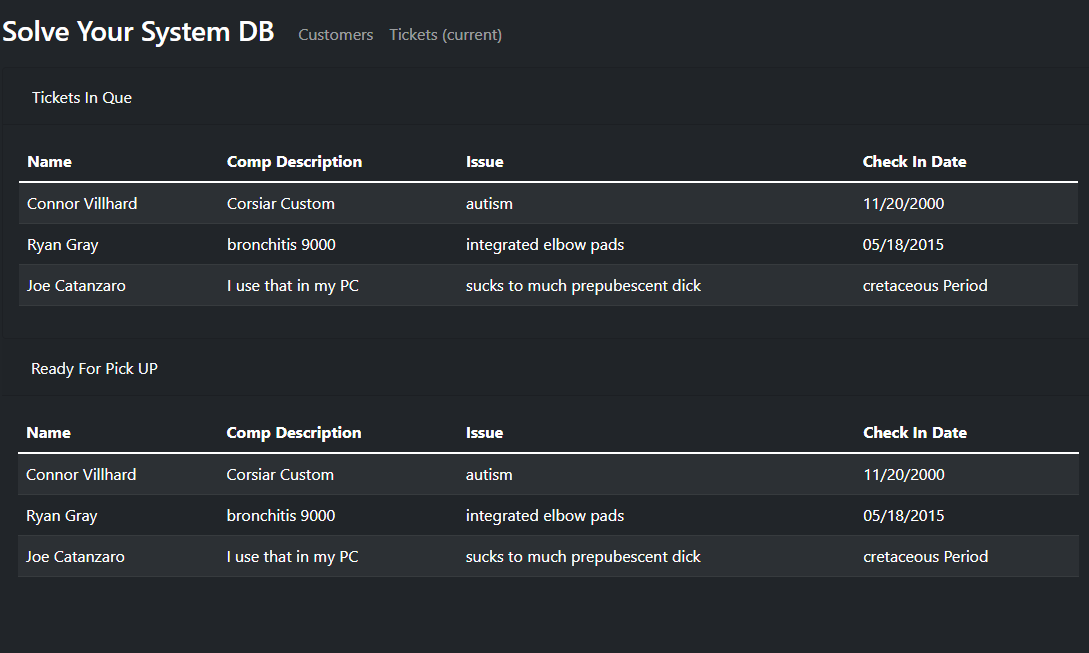 Solve Your System DB Customers Tickets (current)
Tickets In Que
Name Comp Description Issue Check In Date
Connor Villhard Corsiar Custom autism 11/20/2000
Ryan Gray bronchitis 9000 integrated elbow pads 05/18/2015
Joe Catanzaro I use that in my PC sucks to much prepubescent dick cretaceous Period
Ready For Pick UP
Name Comp Description Issue Check In Date
Connor Villhard Corsiar Custom autism 11/20/2000
Ryan Gray bronchitis 9000 integrated elbow pads 05/18/2015
Joe Catanzaro I use that in my PC sucks to much prepubescent dick cretaceous Period